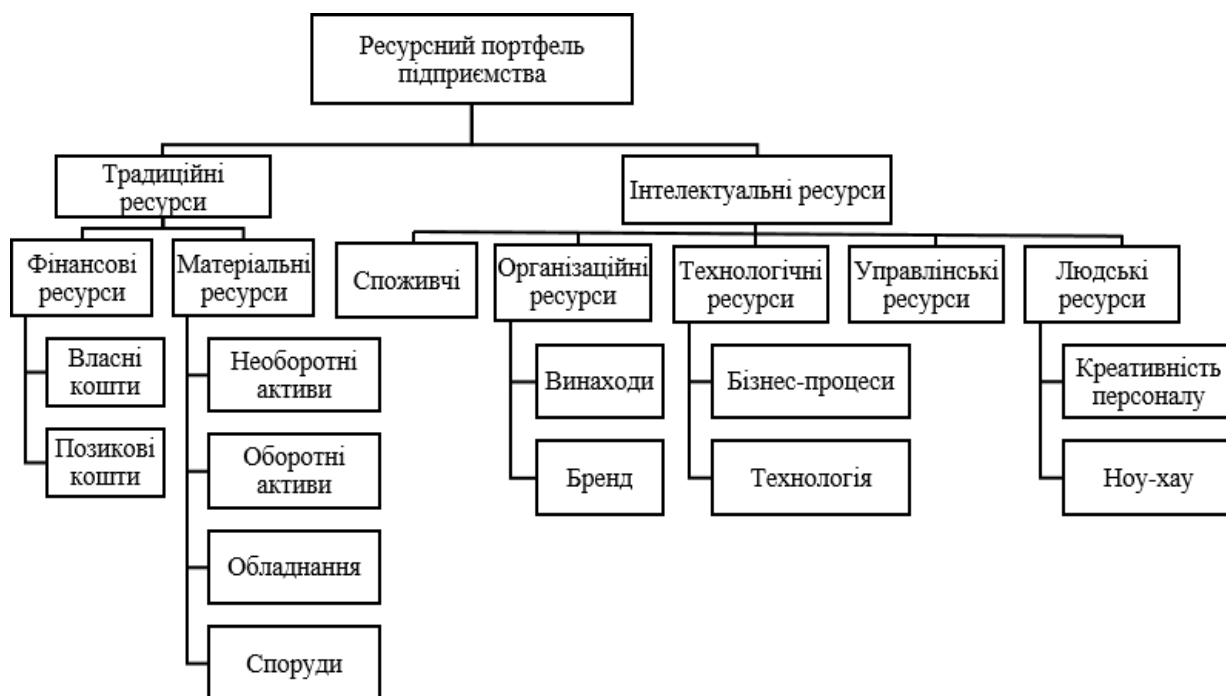 Ресурсний портфель
підприємства
Традиційні
ресурси
Інтелектуальні ресурси
Фінансові
ресурси
Матеріальні
ресурси
Споживчі
Організаційні
ресурси
Технологічні
ресурси
Управлінські
ресурси
Людські
ресурси
Власні
кошти
Позикові
кошти
Необоротні
активи
Оборотні
активи
Обладнання
Споруди
Винаходи
Бренд
Бізнес-процеси
Технологія
Креативність
персоналу
Ноу-хау